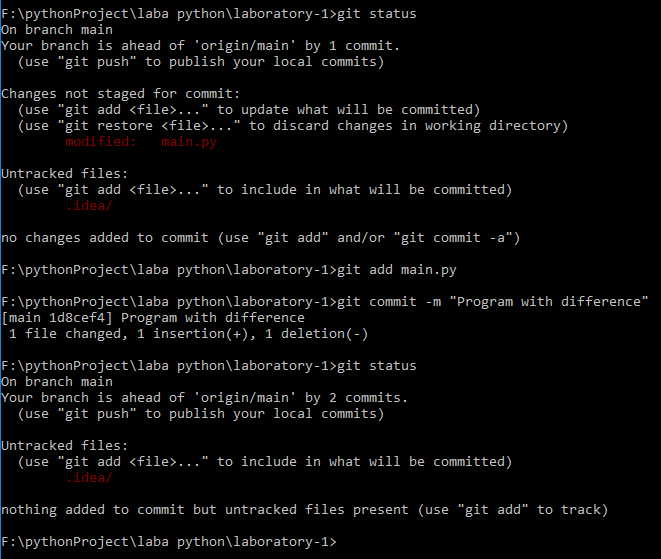 F:\pythonProject\laba python\laboratory-1>git status
On branch main
Your branch is ahead of 'origin/main' by 1 commit.
  (use "git push" to publish your local commits)

Changes not staged for commit:
  (use "git add <file>..." to update what will be committed)
  (use "git restore <file>..." to discard changes in working directory)
        modified:   main.py

Untracked files:
  (use "git add <file>..." to include in what will be committed)
        .idea/

no changes added to commit (use "git add" and/or "git commit -a")

F:\pythonProject\laba python\laboratory-1>git add main.py

F:\pythonProject\laba python\laboratory-1>git commit -m "Program with difference"
[main 1d8cef4] Program with difference
 1 file changed, 1 insertion(+), 1 deletion(-)

F:\pythonProject\laba python\laboratory-1>git status
On branch main
Your branch is ahead of 'origin/main' by 2 commits.
  (use "git push" to publish your local commits)

Untracked files:
  (use "git add <file>..." to include in what will be committed)
        .idea/

nothing added to commit but untracked files present (use "git add" to track)

F:\pythonProject\laba python\laboratory-1>